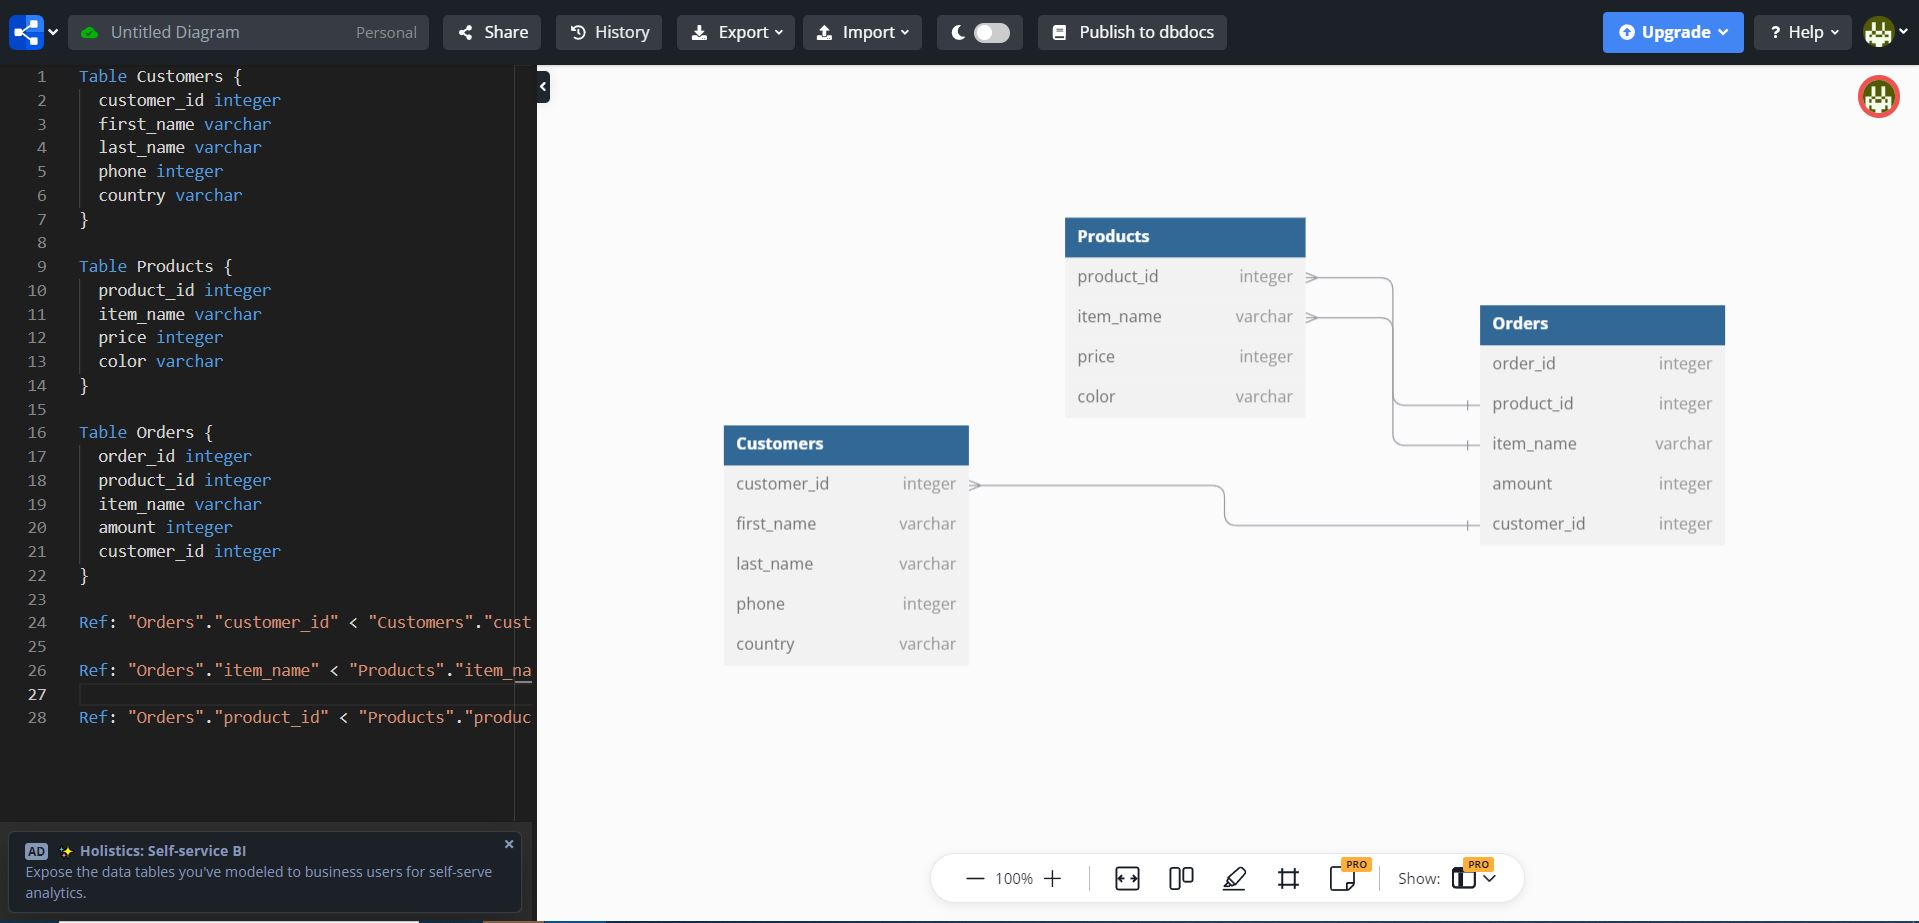 Untitled Diagram Personal Share History Export Import Publish to dbdocs Upgrade ? Help
1 Table Customers {
2 customer_id integer
3 first_name varchar
4 last_name varchar
5 phone integer
6 country varchar
7 }
8
9 Table Products {
10 product_id integer
11 item_name varchar
12 price integer
13 color varchar
14 }
15
16 Table Orders {
17 order_id integer
18 product_id integer
19 item_name varchar
20 amount integer
21 customer_id integer
22 }
23
24 Ref: "Orders"."customer_id" < "Customers"."cust
25
26 Ref: "Orders"."item_name" < "Products"."item_na
27
28 Ref: "Orders"."product_id" < "Products"."produc
AD ✨ Holistics: Self-service BI
Expose the data tables you've modeled to business users for self-serve
analytics.
Products
product_id integer
item_name varchar
price integer
color varchar
Customers
customer_id integer
first_name varchar
last_name varchar
phone integer
country varchar
Orders
order_id integer
product_id integer
item_name varchar
amount integer
customer_id integer
100% PRO Show: PRO